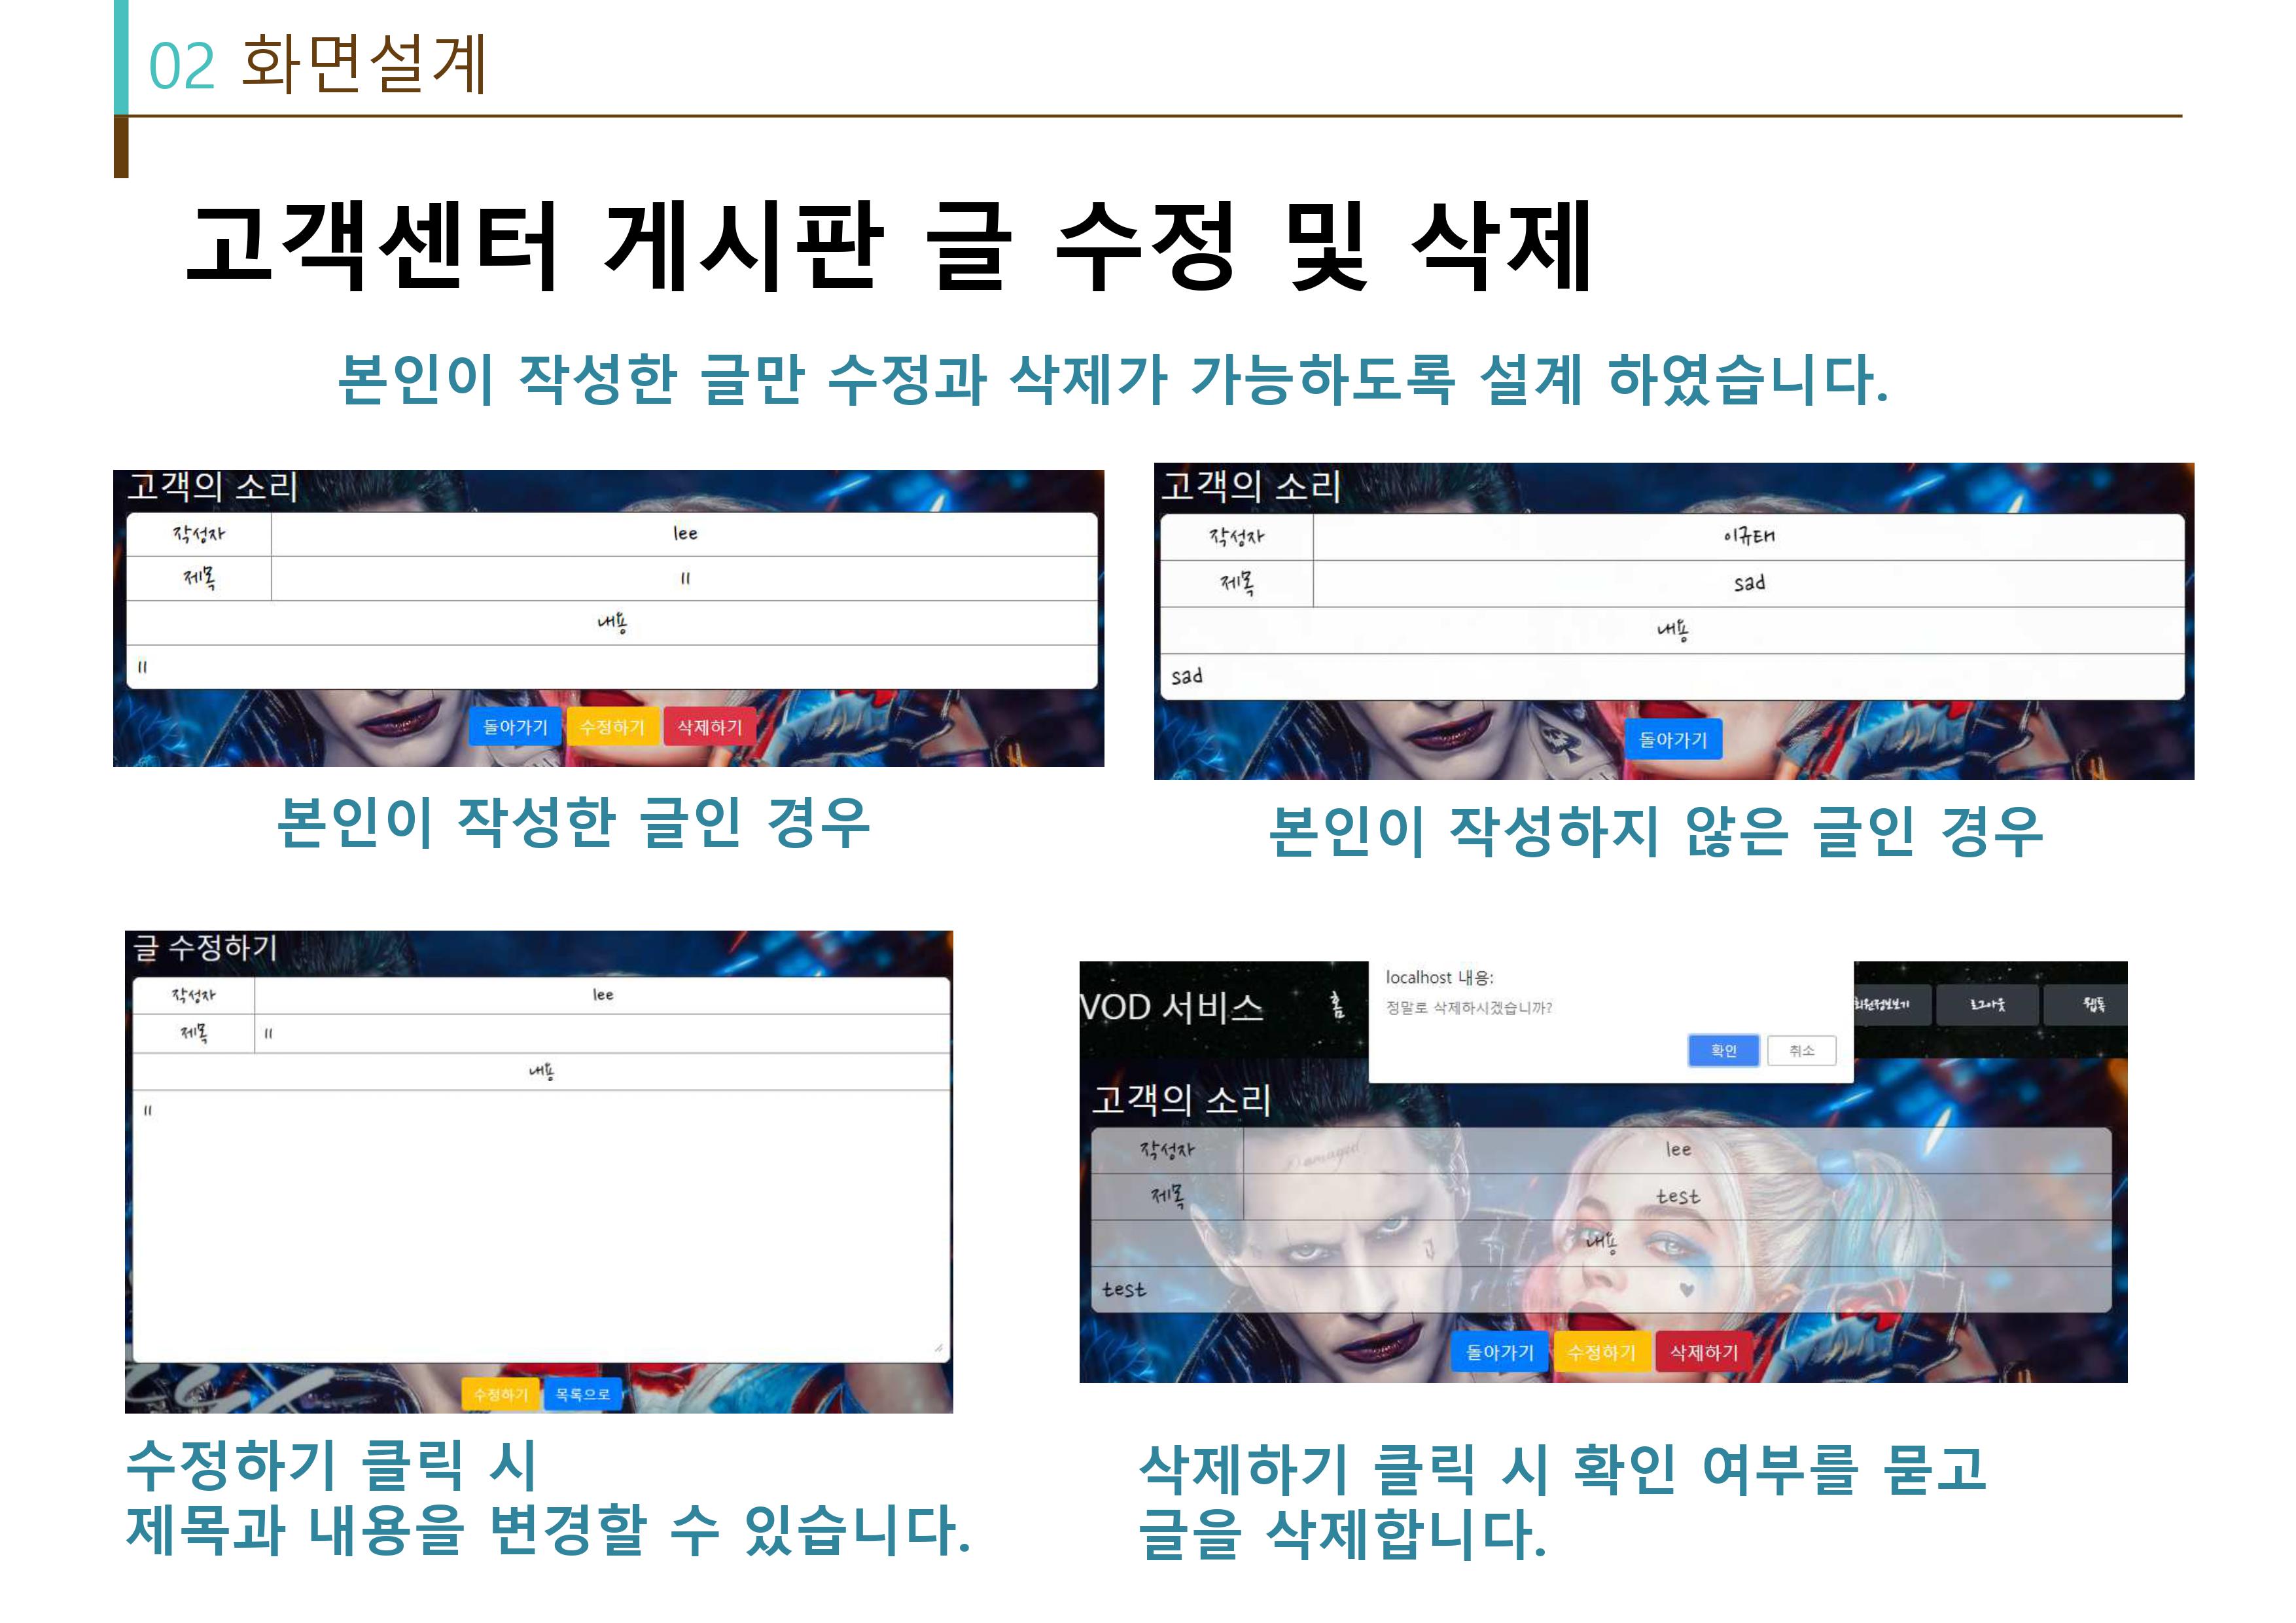 02 화면설계
고객센터 게시판 글 수정 및 삭제
본인이 작성한 글만 수정과 삭제가 가능하도록 설계 하였습니다.
고객의 소리
작성자 lee
제목 ll
내용
ll
돌아가기 수정하기 삭제하기
본인이 작성한 글인 경우
고객의 소리
작성자 이규태
제목 sad
내용
sad
돌아가기
본인이 작성하지 않은 글인 경우
글 수정하기
작성자 lee
제목 ll
내용
ll
수정하기 목록으로
수정하기 클릭 시
제목과 내용을 변경할 수 있습니다.
localhost 내용:
정말로 삭제하시겠습니까?
확인 취소
VOD 서비스 홈 회원정보보기 로그아웃 웹툰
고객의 소리
작성자 lee
제목 test
내용
test
돌아가기 수정하기 삭제하기
삭제하기 클릭 시 확인 여부를 묻고
글을 삭제합니다.